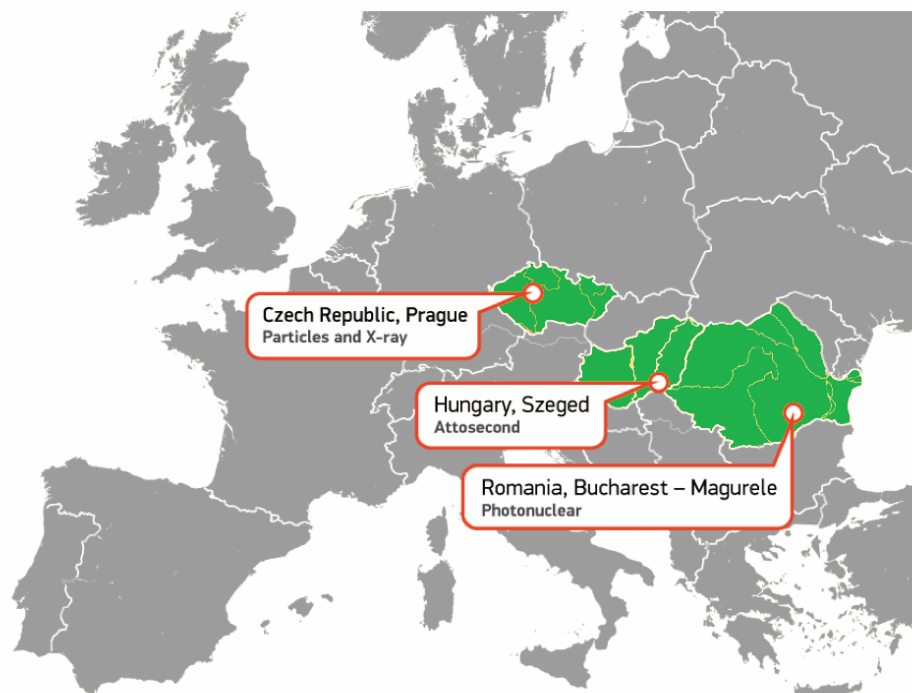 Czech Republic, Prague
Particles and X-ray
Hungary, Szeged
Attosecond
Romania, Bucharest – Magurele
Photonuclear